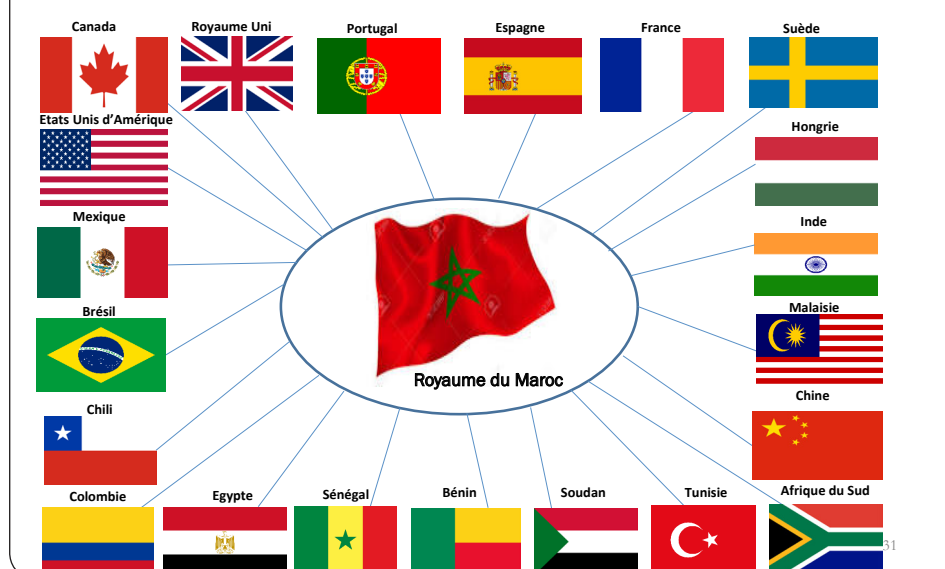 Canada
Royaume Uni
Portugal
Espagne
France
Suède
Etats Unis d'Amérique
Hongrie
Mexique
Inde
Brésil
Malaisie
Royaume du Maroc
Chine
Chili
Colombie
Egypte
Sénégal
Bénin
Soudan
Tunisie
Afrique du Sud
31